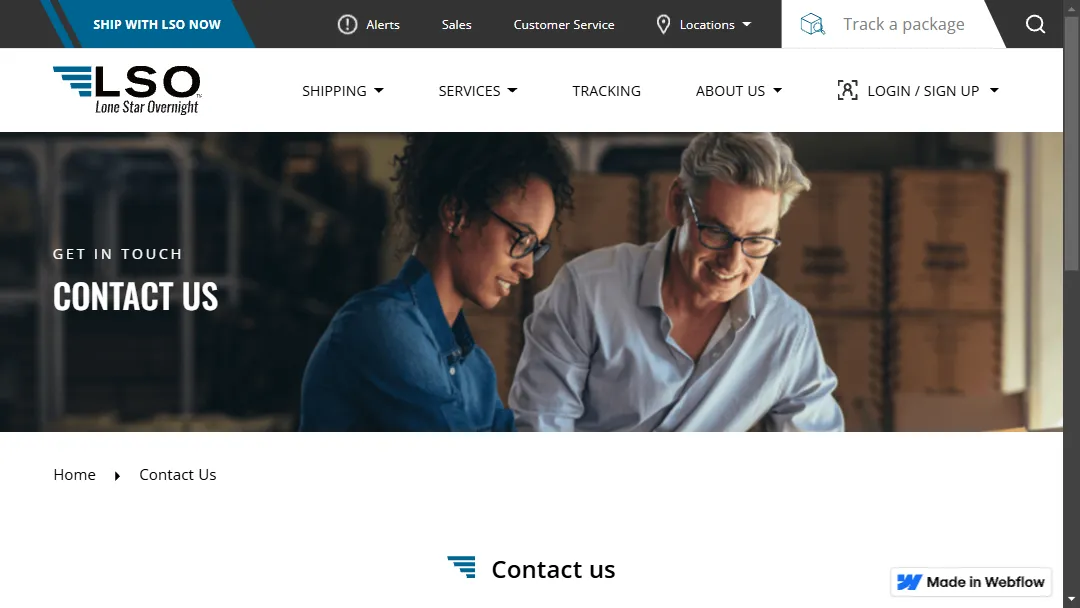 SHIP WITH LSO NOW
Alerts
Sales
Customer Service
Locations
Track a package
LSO
Lone Star Overnight
SHIPPING
SERVICES
TRACKING
ABOUT US
LOGIN / SIGN UP
GET IN TOUCH
CONTACT US
Home
Contact Us
Contact us
Made in Webflow